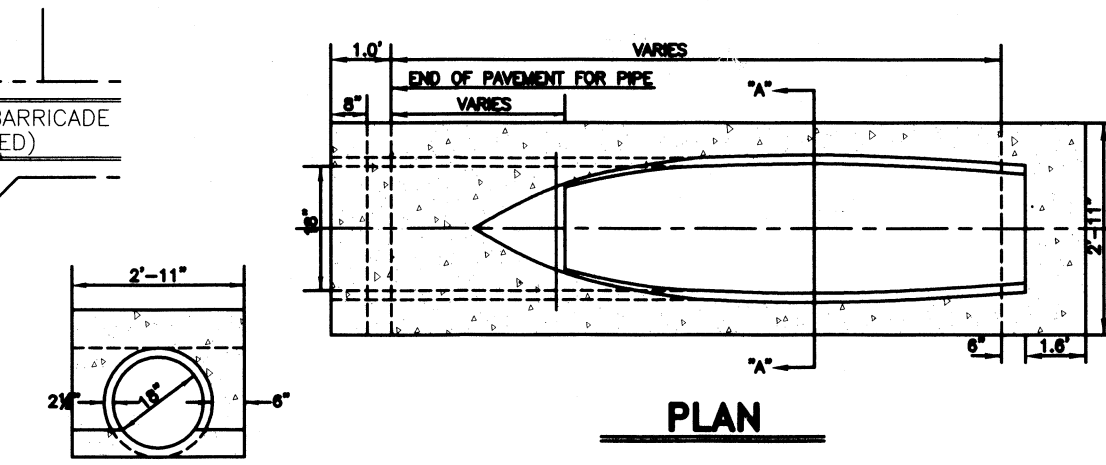 BARRICADE
ED)
1.0'
VARIES
END OF PAVEMENT FOR PIPE
8"
VARIES
"A"
18"
2'-11"
6"
1.6'
"A"
PLAN
2'-11"
2½"
18"
6"